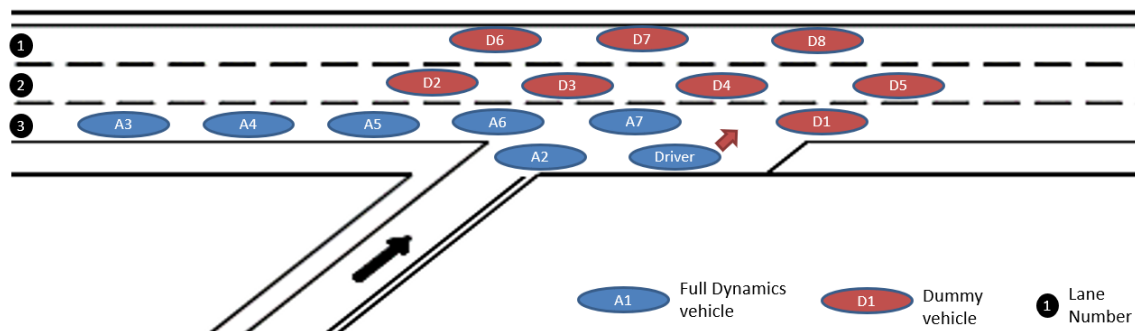 1
D6 D7 D8
2
D2 D3 D4 D5
3
A3 A4 A5 A6 A7 D1
A2 Driver
A1 Full Dynamics vehicle
D1 Dummy vehicle
1 Lane Number